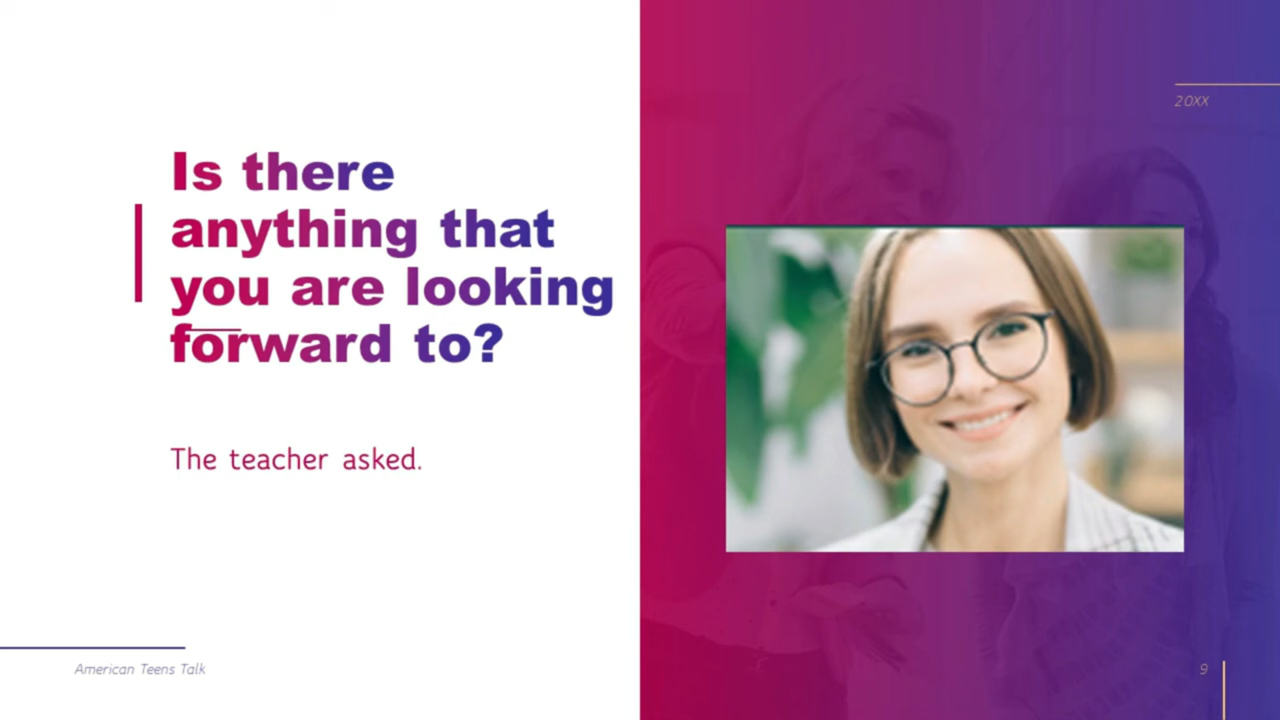 Is there
anything that
you are looking
forward to?
The teacher asked.
American Teens Talk
20XX
9